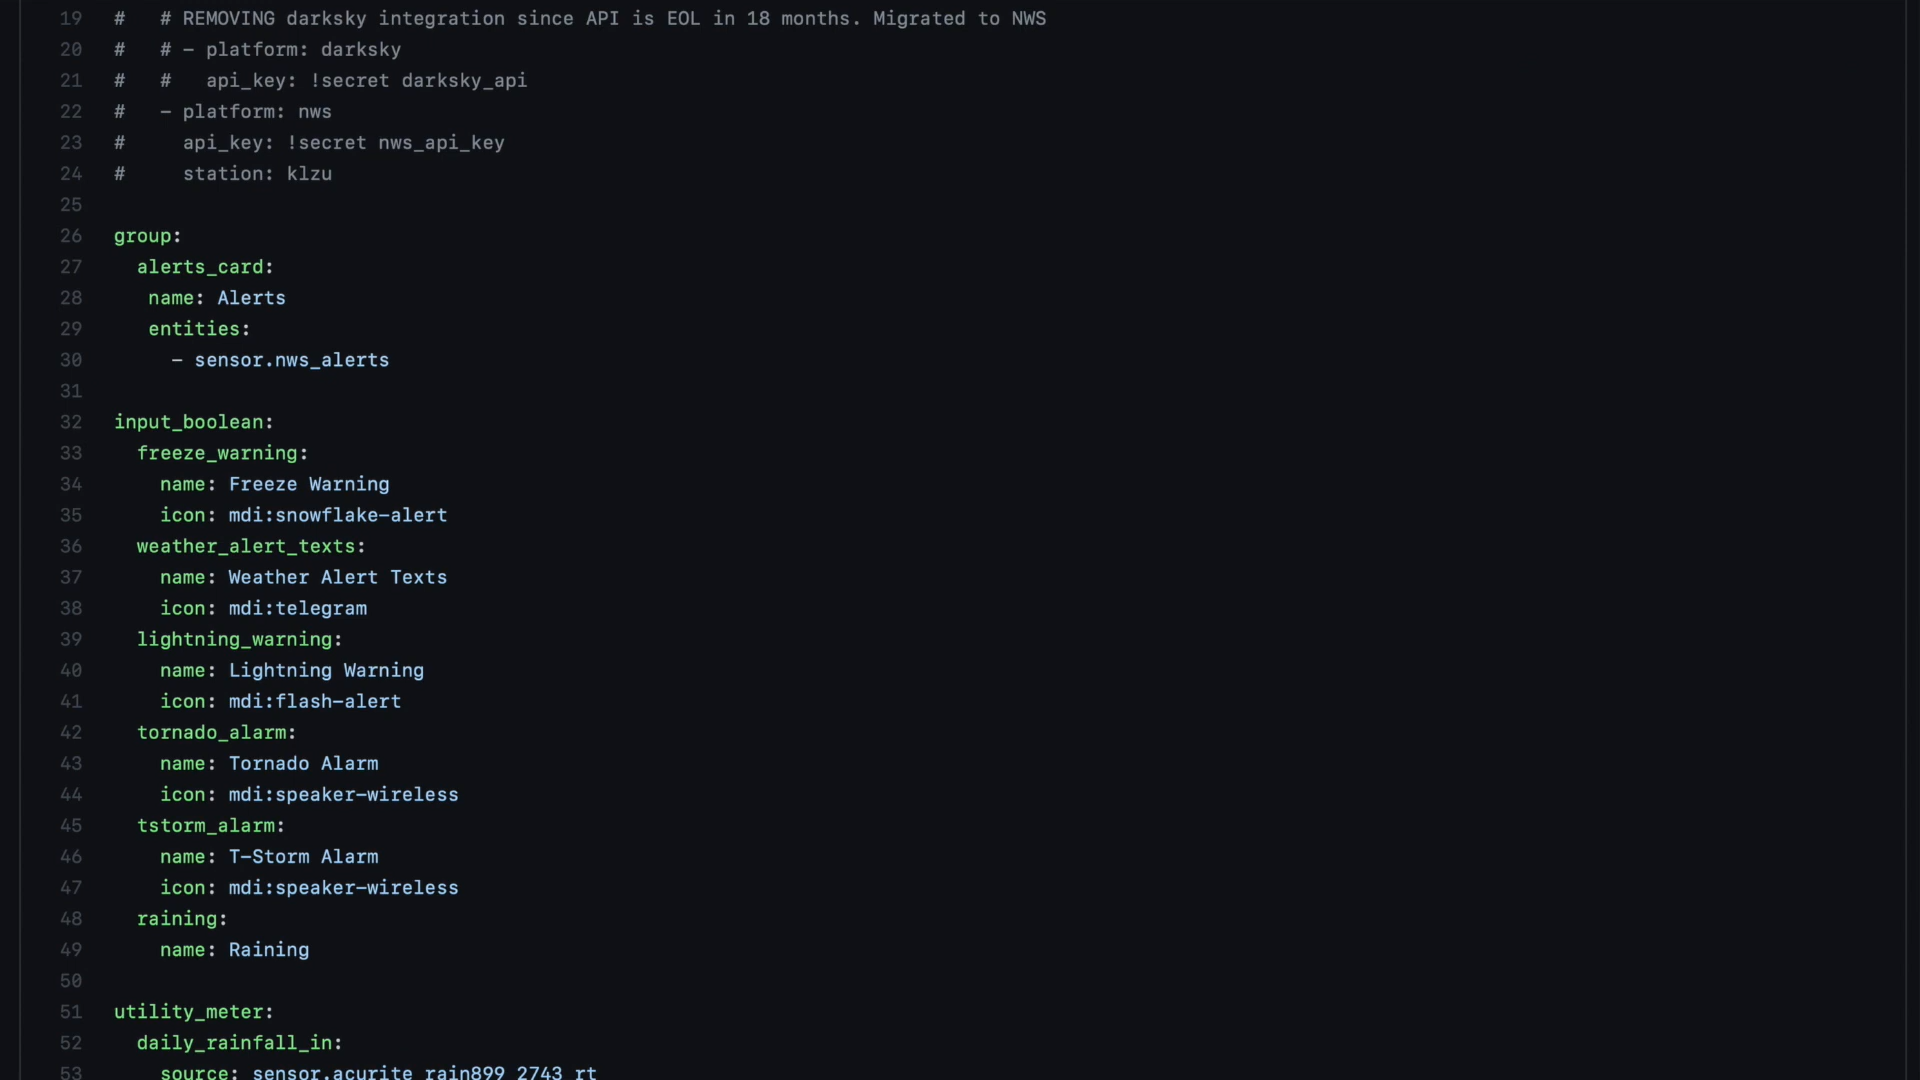 19 #   # REMOVING darksky integration since API is EOL in 18 months. Migrated to NWS
20 #   # - platform: darksky
21 #   #   api_key: !secret darksky_api
22 #   - platform: nws
23 #     api_key: !secret nws_api_key
24 #     station: klzu
25
26 group:
27   alerts_card:
28    name: Alerts
29    entities:
30      - sensor.nws_alerts
31
32 input_boolean:
33   freeze_warning:
34     name: Freeze Warning
35     icon: mdi:snowflake-alert
36   weather_alert_texts:
37     name: Weather Alert Texts
38     icon: mdi:telegram
39   lightning_warning:
40     name: Lightning Warning
41     icon: mdi:flash-alert
42   tornado_alarm:
43     name: Tornado Alarm
44     icon: mdi:speaker-wireless
45   tstorm_alarm:
46     name: T-Storm Alarm
47     icon: mdi:speaker-wireless
48   raining:
49     name: Raining
50
51 utility_meter:
52   daily_rainfall_in:
53     source: sensor.acurite_rain899_2743_rt